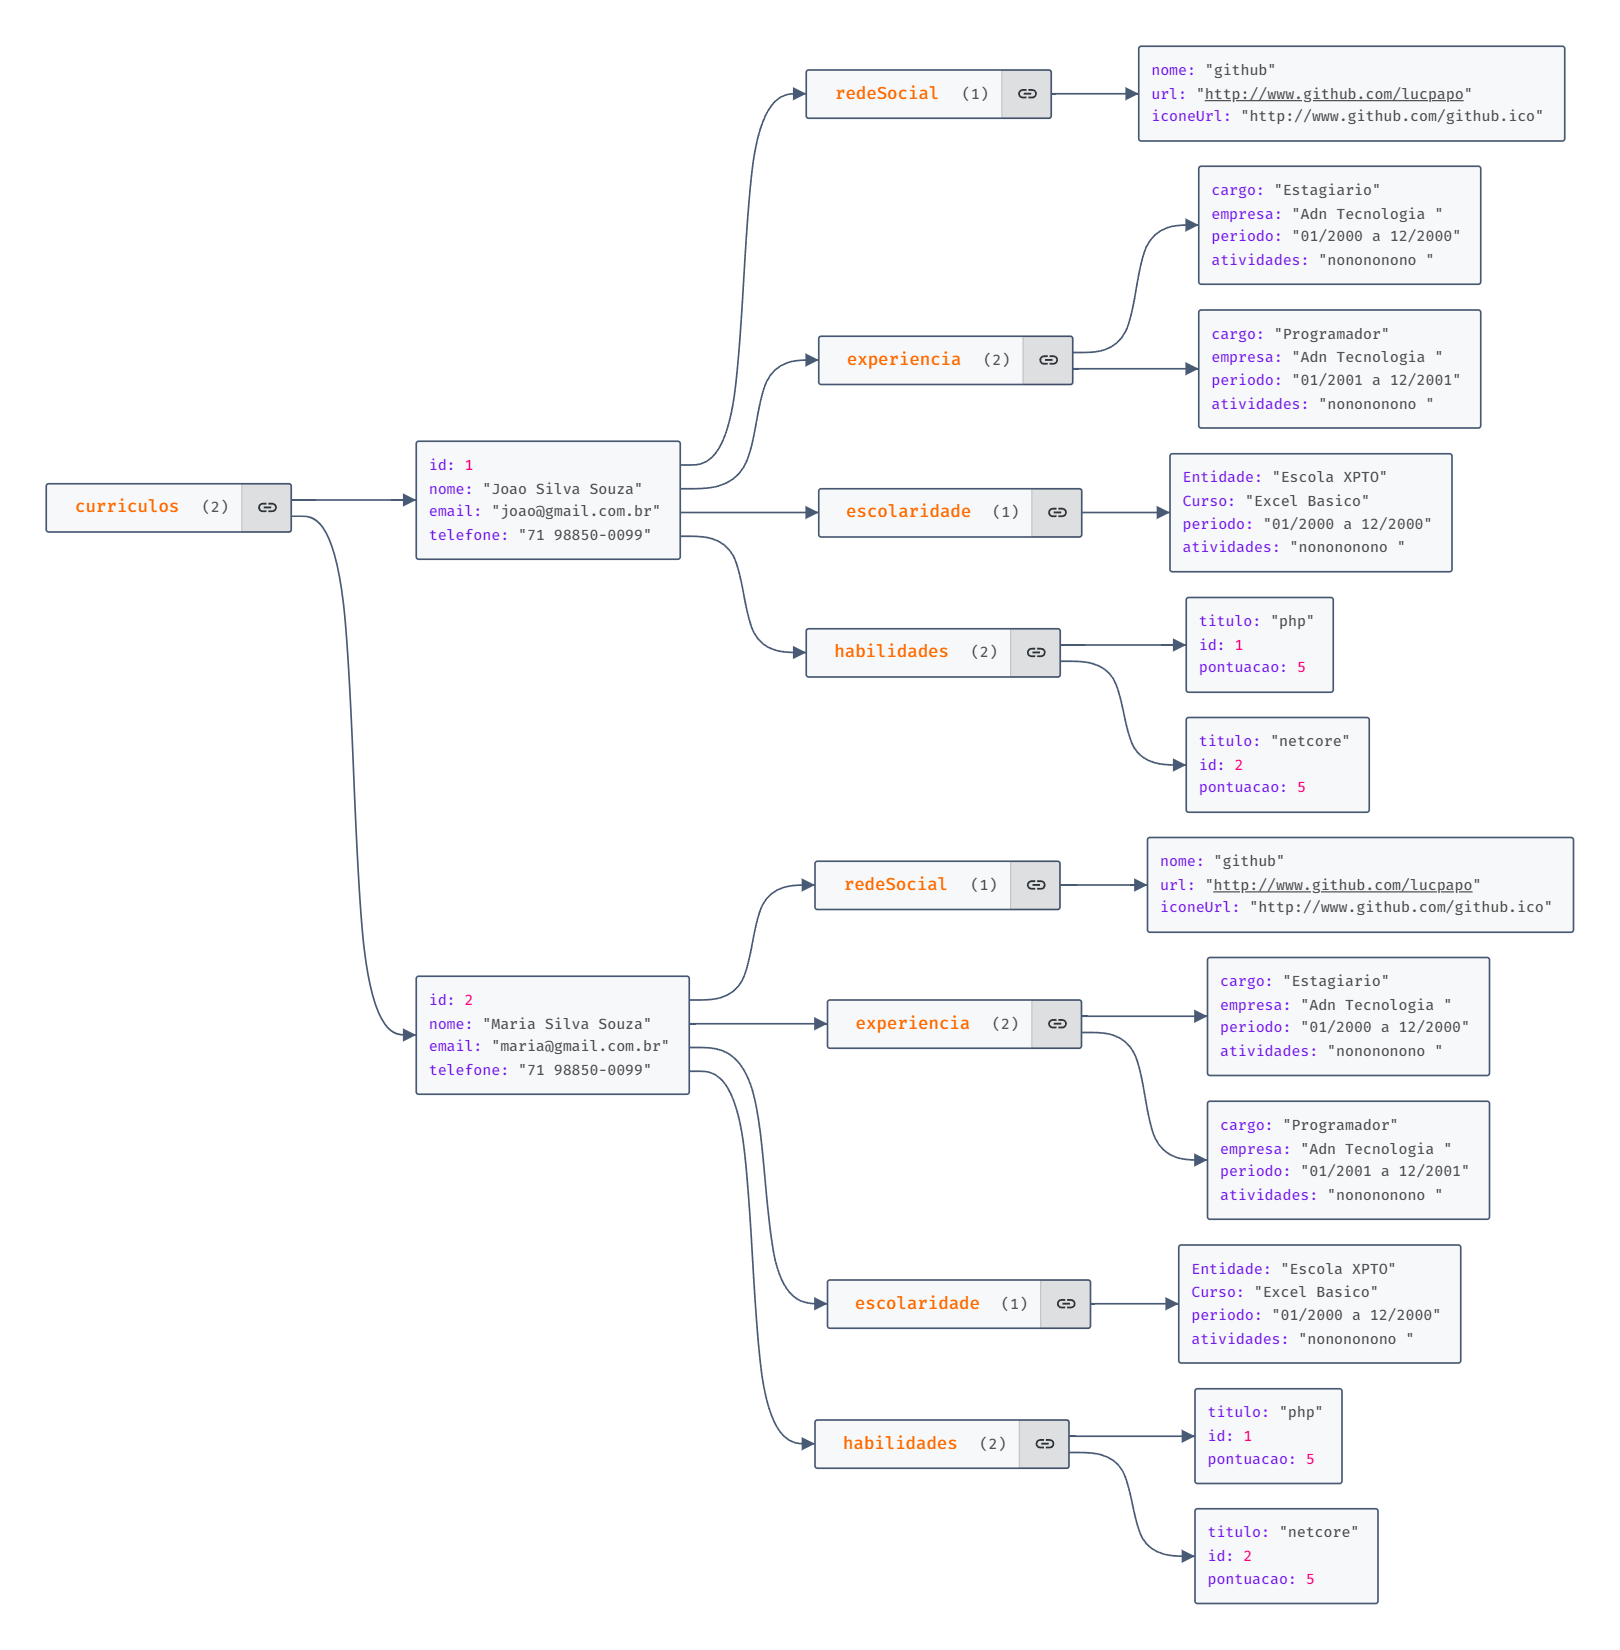 redeSocial (1)
nome: "github"
url: "http://www.github.com/lucpapo"
iconeUrl: "http://www.github.com/github.ico"
cargo: "Estagiario"
empresa: "Adn Tecnologia "
periodo: "01/2000 a 12/2000"
atividades: "nonononono "
experiencia (2)
cargo: "Programador"
empresa: "Adn Tecnologia "
periodo: "01/2001 a 12/2001"
atividades: "nonononono "
curriculos (2)
id: 1
nome: "Joao Silva Souza"
email: "joao@gmail.com.br"
telefone: "71 98850-0099"
escolaridade (1)
Entidade: "Escola XPTO"
Curso: "Excel Basico"
periodo: "01/2000 a 12/2000"
atividades: "nonononono "
habilidades (2)
titulo: "php"
id: 1
pontuacao: 5
titulo: "netcore"
id: 2
pontuacao: 5
redeSocial (1)
nome: "github"
url: "http://www.github.com/lucpapo"
iconeUrl: "http://www.github.com/github.ico"
id: 2
nome: "Maria Silva Souza"
email: "maria@gmail.com.br"
telefone: "71 98850-0099"
experiencia (2)
cargo: "Estagiario"
empresa: "Adn Tecnologia "
periodo: "01/2000 a 12/2000"
atividades: "nonononono "
cargo: "Programador"
empresa: "Adn Tecnologia "
periodo: "01/2001 a 12/2001"
atividades: "nonononono "
escolaridade (1)
Entidade: "Escola XPTO"
Curso: "Excel Basico"
periodo: "01/2000 a 12/2000"
atividades: "nonononono "
habilidades (2)
titulo: "php"
id: 1
pontuacao: 5
titulo: "netcore"
id: 2
pontuacao: 5